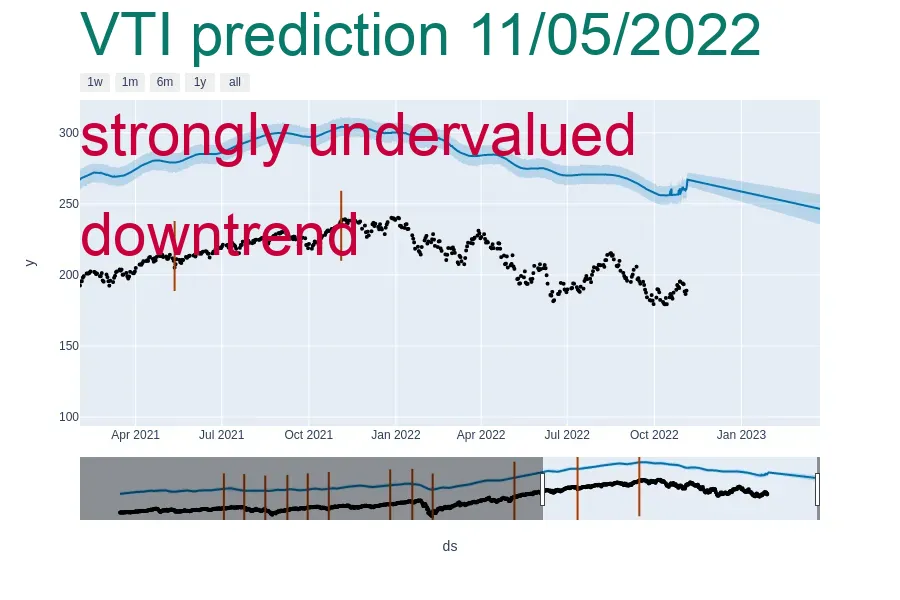 VTI prediction 11/05/2022
1w 1m 6m 1y all
strongly undervalued
downtrend
300
250
200
150
100
y
Apr 2021 Jul 2021 Oct 2021 Jan 2022 Apr 2022 Jul 2022 Oct 2022 Jan 2023
ds